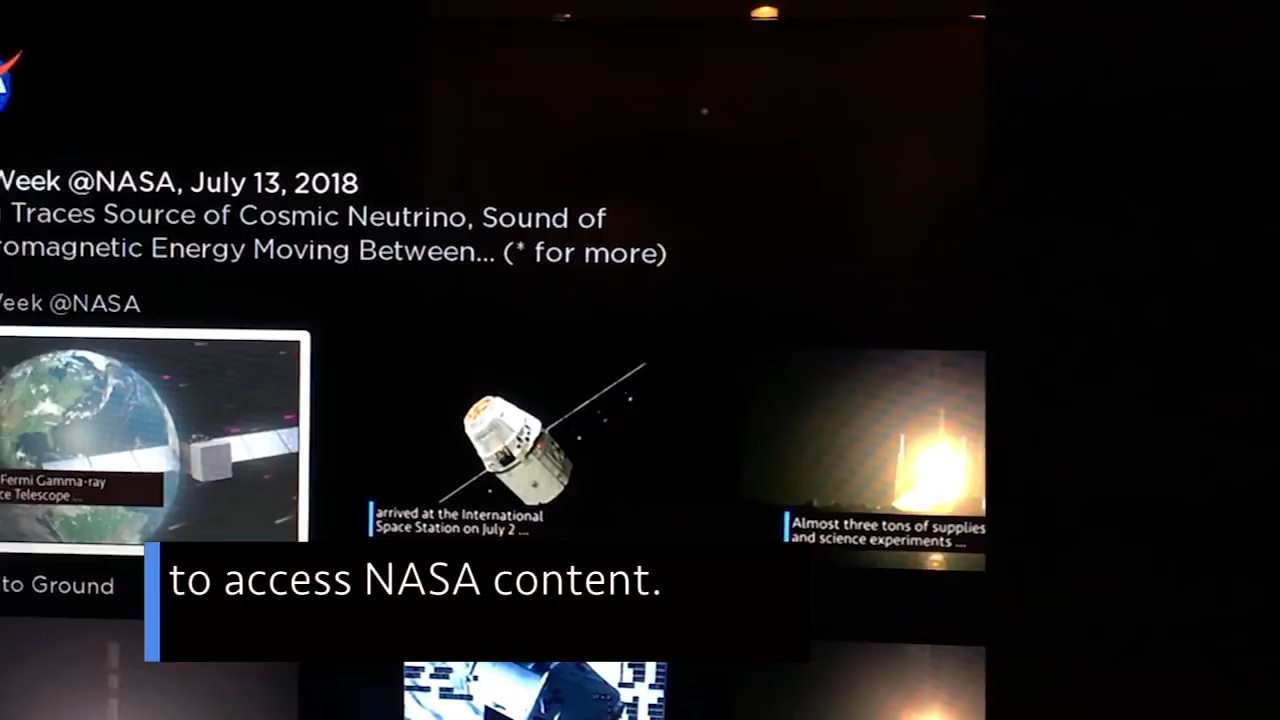 A
Week @NASA, July 13, 2018
Traces Source of Cosmic Neutrino, Sound of
romagnetic Energy Moving Between... (* for more)
Week @NASA
Fermi Gamma-ray
ce Telescope ...
arrived at the International
Space Station on July 2 ...
Almost three tons of supplies
and science experiments ...
to Ground
to access NASA content.